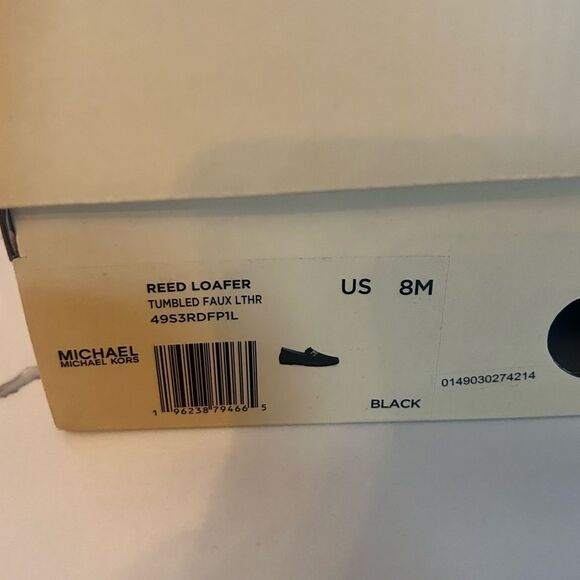 REED LOAFER
TUMBLED FAUX LTHR
49S3RDFP1L
US 8M
MICHAEL
MICHAEL KORS
1 96238 79466 5
BLACK
0149030274214